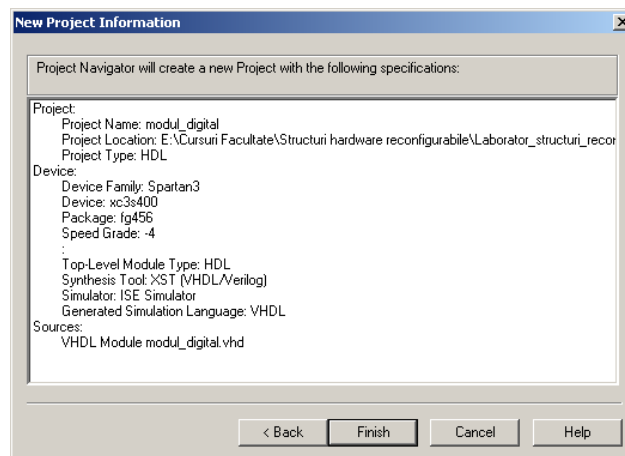 New Project Information
Project Navigator will create a new Project with the following specifications:
Project:
Project Name: modul_digital
Project Location: E:\Cursuri Facultate\Structuri hardware reconfigurabile\Laborator_structuri_recor
Project Type: HDL
Device:
Device Family: Spartan3
Device: xc3s400
Package: fg456
Speed Grade: -4
:
Top-Level Module Type: HDL
Synthesis Tool: XST (VHDL/Verilog)
Simulator: ISE Simulator
Generated Simulation Language: VHDL
Sources:
VHDL Module modul_digital.vhd
< Back Finish Cancel Help